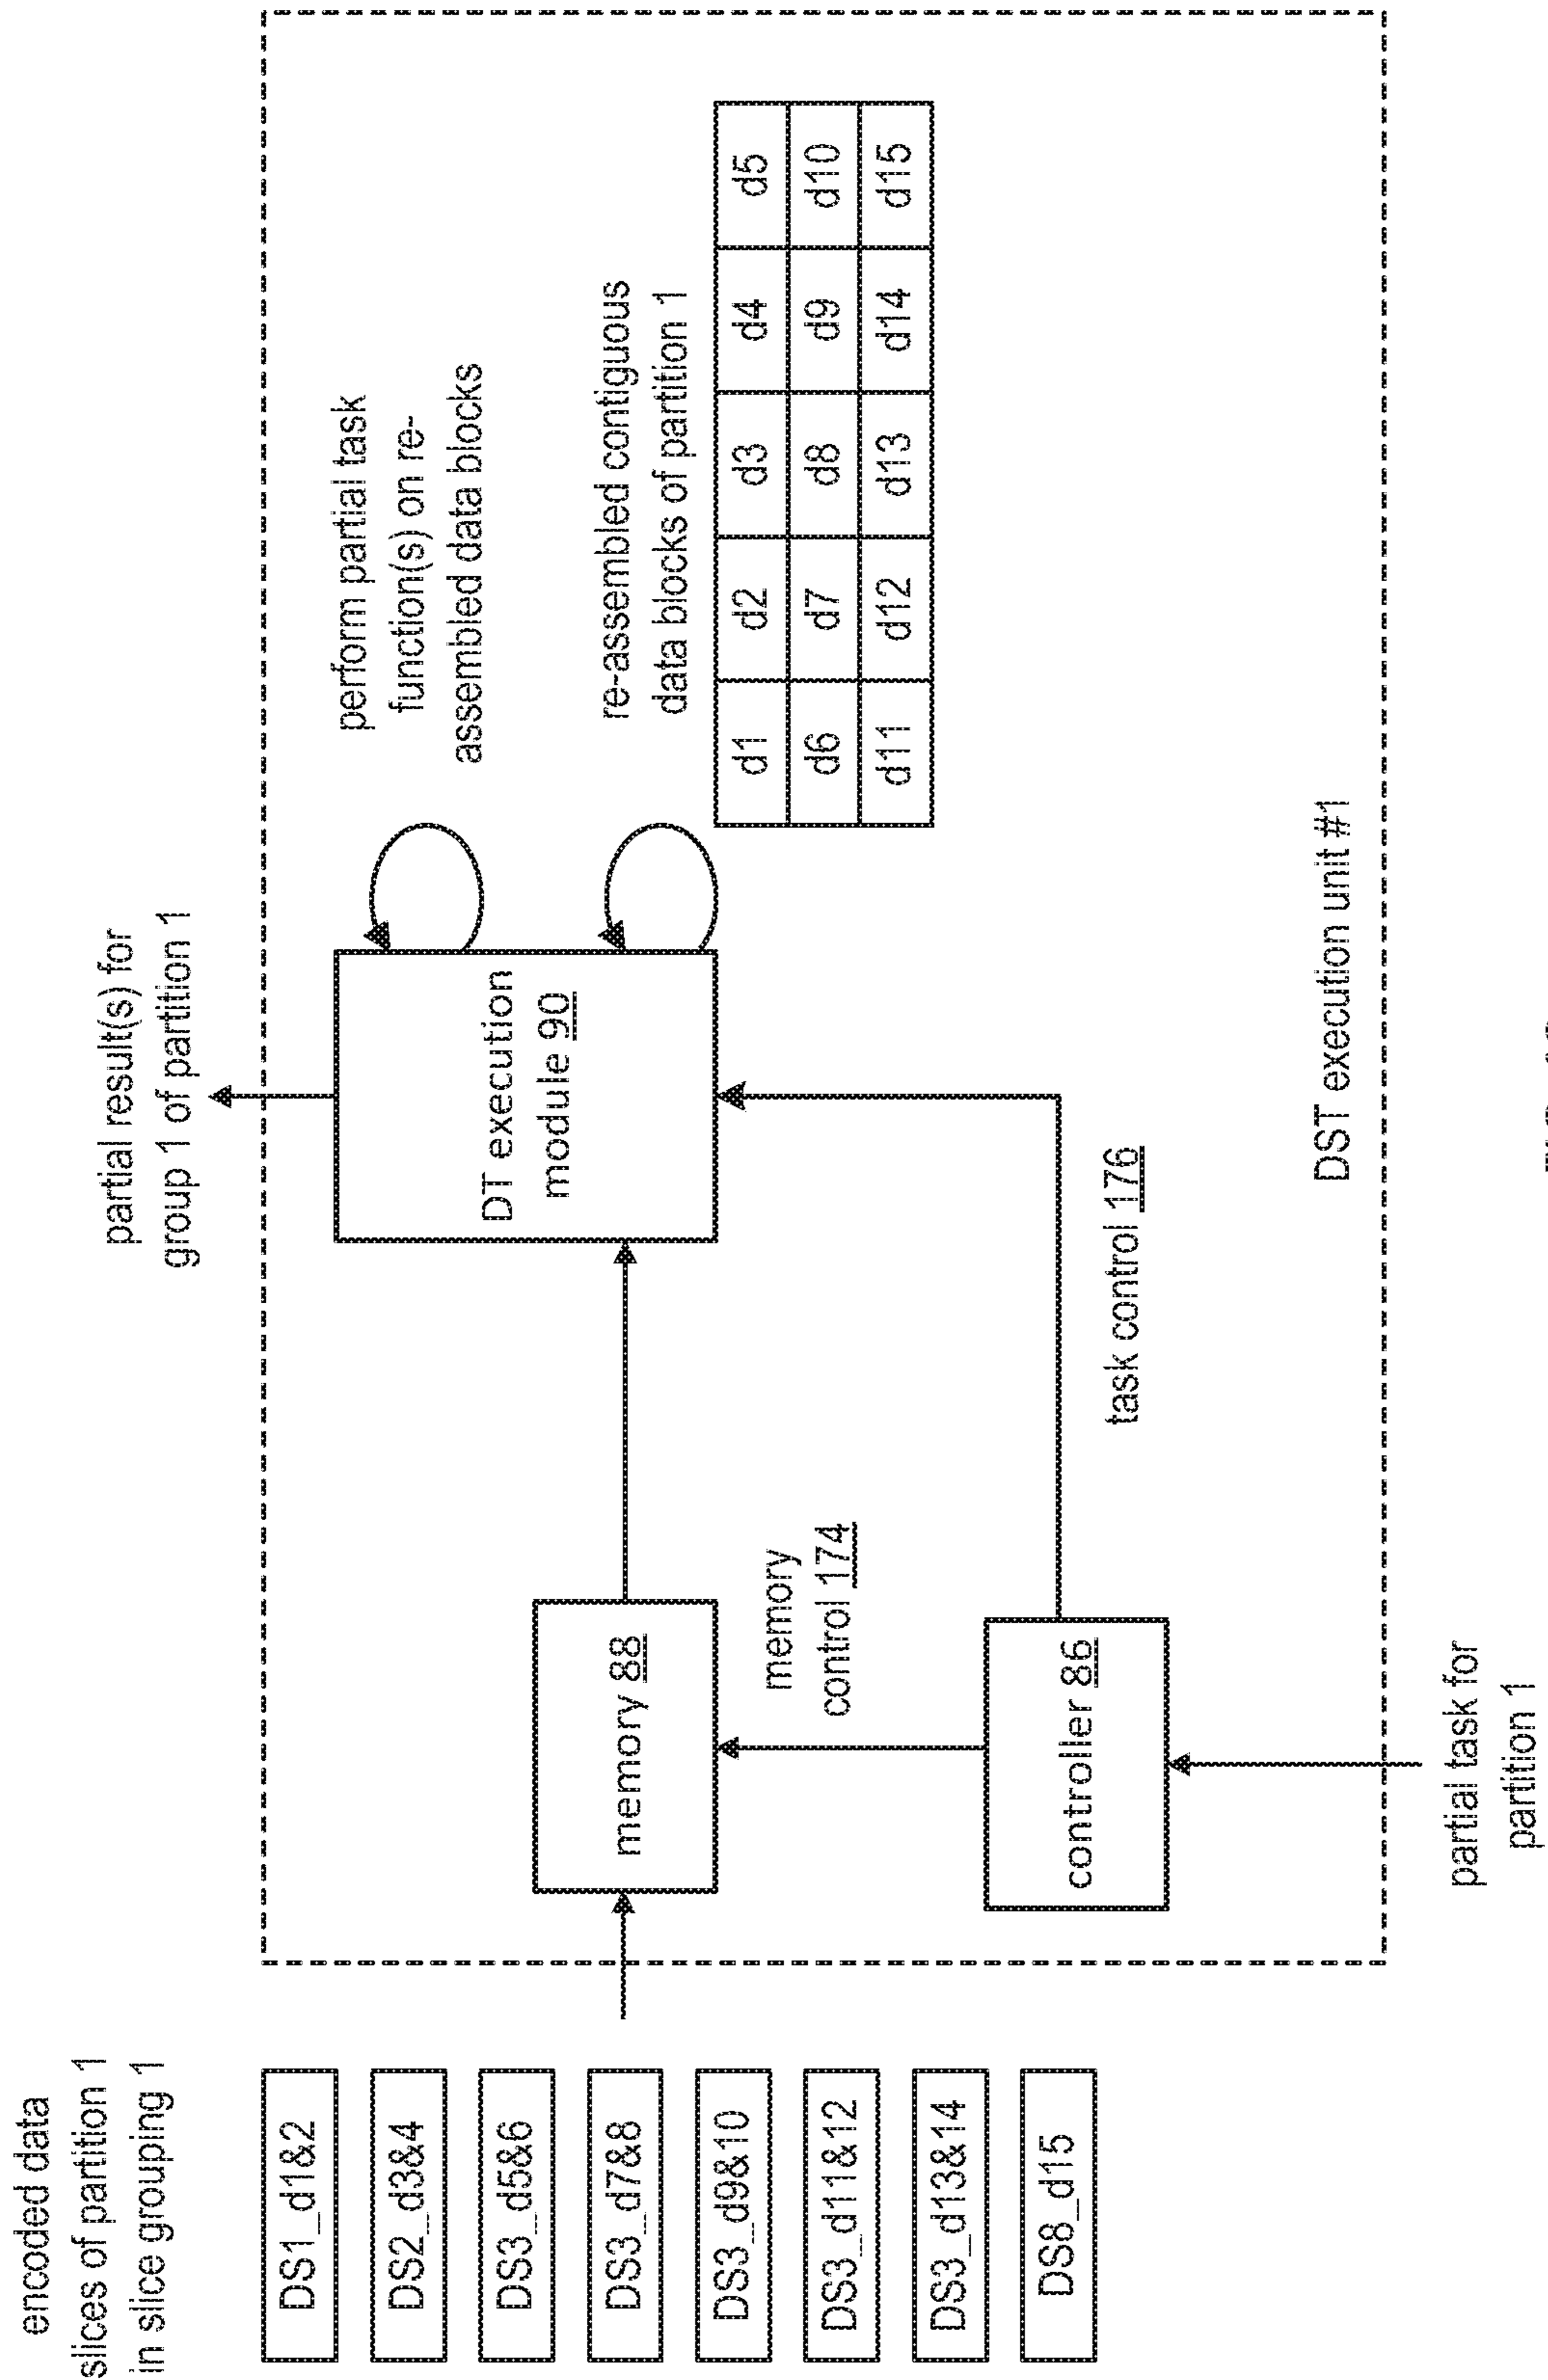 encoded data
slices of partition 1
in slice grouping 1
DS1_d1&2
DS2_d3&4
DS3_d5&6
DS3_d7&8
DS3_d9&10
DS3_d11&12
DS3_d13&14
DS8_d15
partial result(s) for
group 1 of partition 1
memory 88
DT execution
module 90
perform partial task
function(s) on re-
assembled data blocks
re-assembled contiguous
data blocks of partition 1
d1 d2 d3 d4 d5
d6 d7 d8 d9 d10
d11 d12 d13 d14 d15
memory
control 174
controller 86
task control 176
DST execution unit #1
partial task for
partition 1